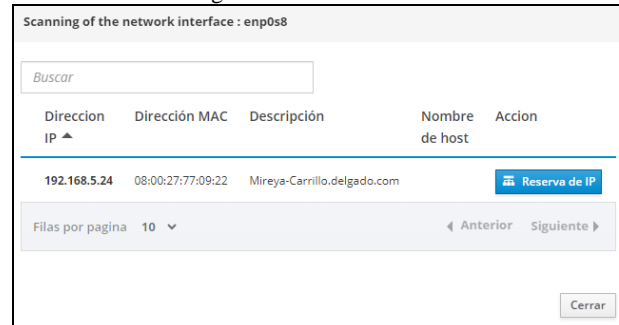 Scanning of the network interface : enp0s8
Buscar
Direccion IP Dirección MAC Descripción Nombre de host Accion
192.168.5.24 08:00:27:77:09:22 Mireya-Carrillo.delgado.com Reserva de IP
Filas por pagina 10 Anterior Siguiente
Cerrar